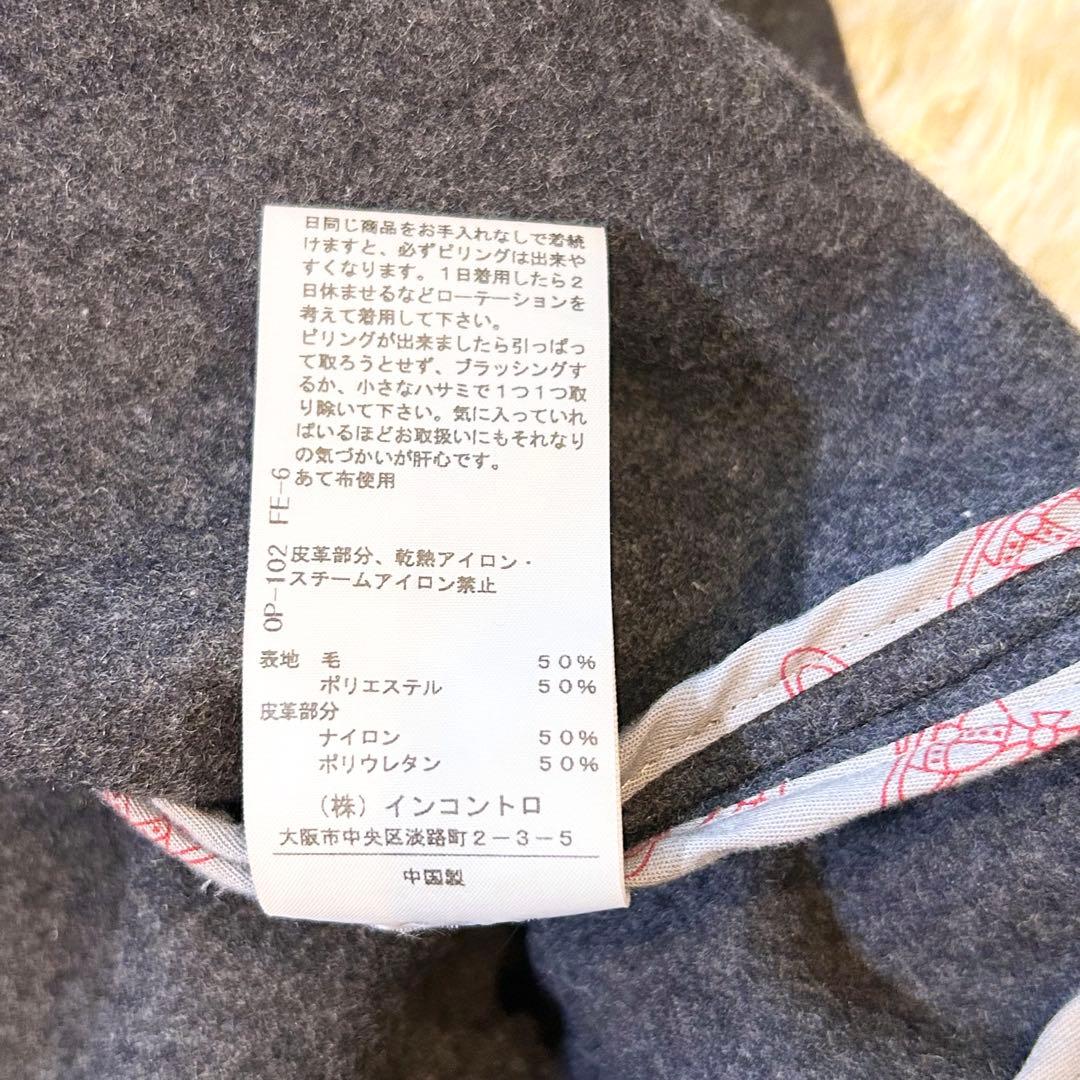 日同じ商品をお手入れなしで着続
けますと、必ずピリングは出来や
すくなります。1日着用したら2
日休ませるなどローテーションを
考えて着用して下さい。
ピリングが出来ましたら引っぱっ
て取ろうとせず、ブラッシングす
るか、小さなハサミで1つ1つ取
り除いて下さい。気に入っていれ
ばいるほどお取扱いにもそれなり
の気づかいが肝心です。
あて布使用
皮革部分、乾熱アイロン・
スチームアイロン禁止
OP-102 FE-6
表地 毛 50%
ポリエステル 50%
皮革部分
ナイロン 50%
ポリウレタン 50%
(株)インコントロ
大阪市中央区淡路町2-3-5
中国製